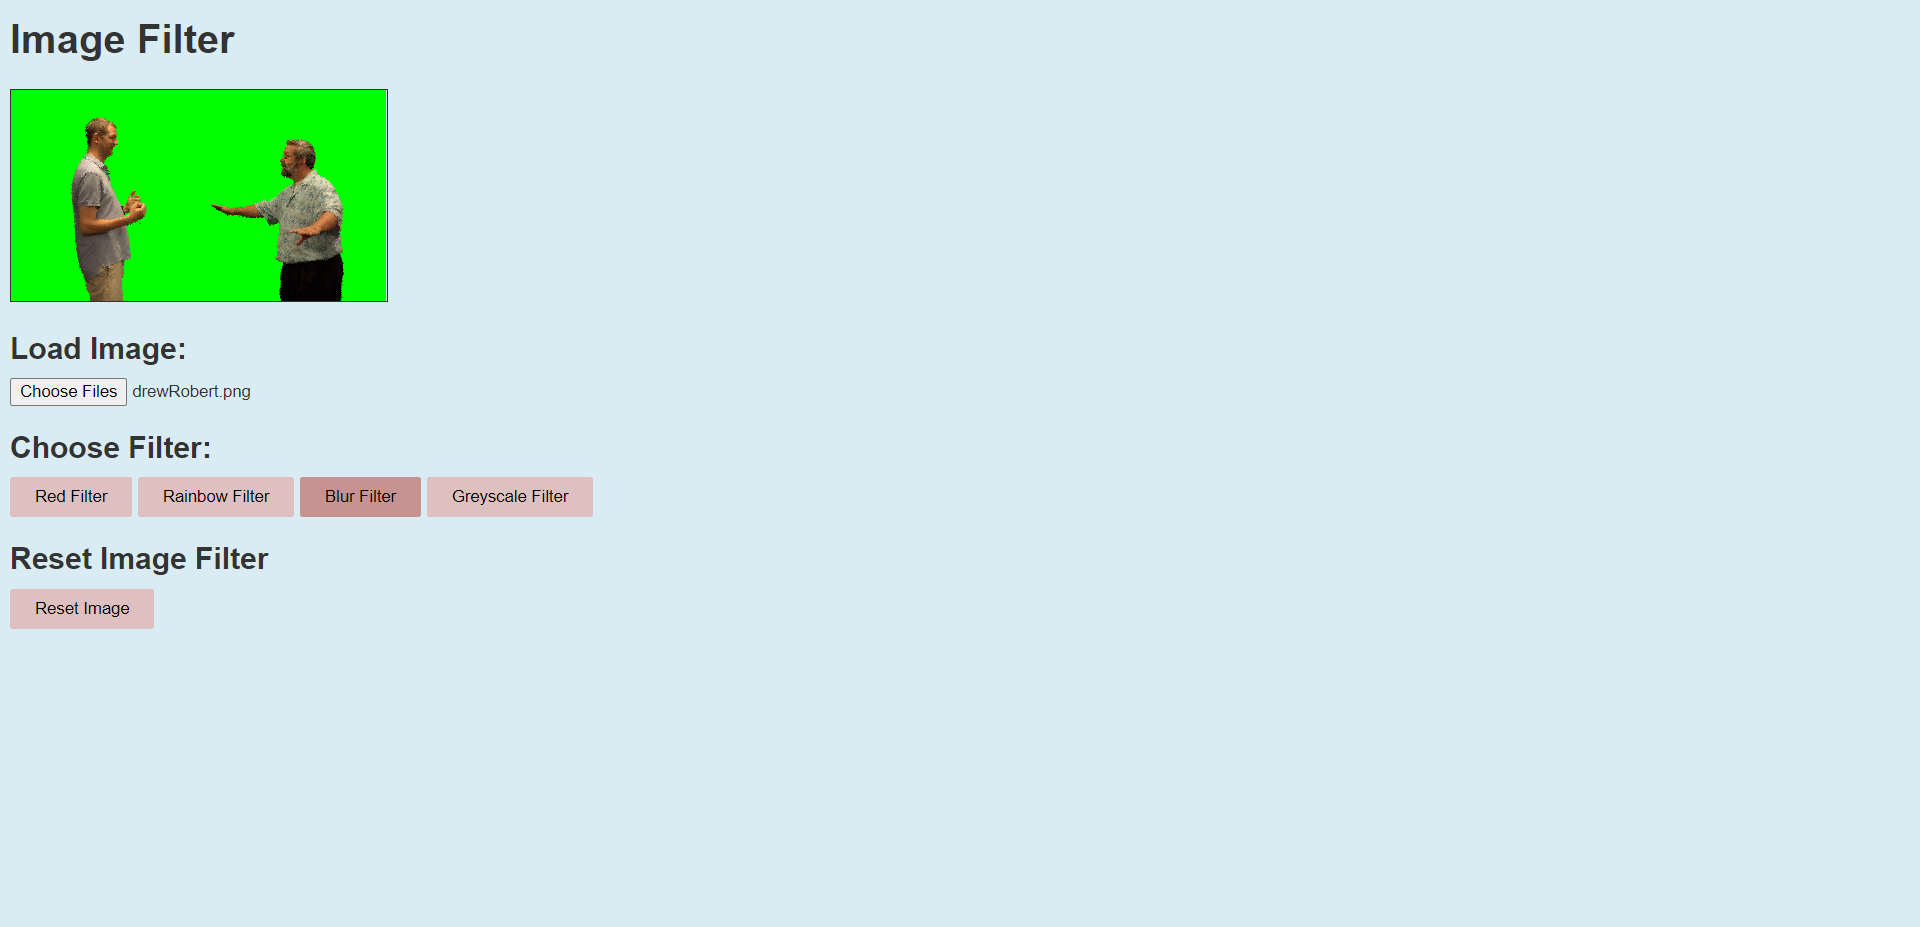 Image Filter
Load Image:
Choose Files drewRobert.png
Choose Filter:
Red Filter Rainbow Filter Blur Filter Greyscale Filter
Reset Image Filter
Reset Image